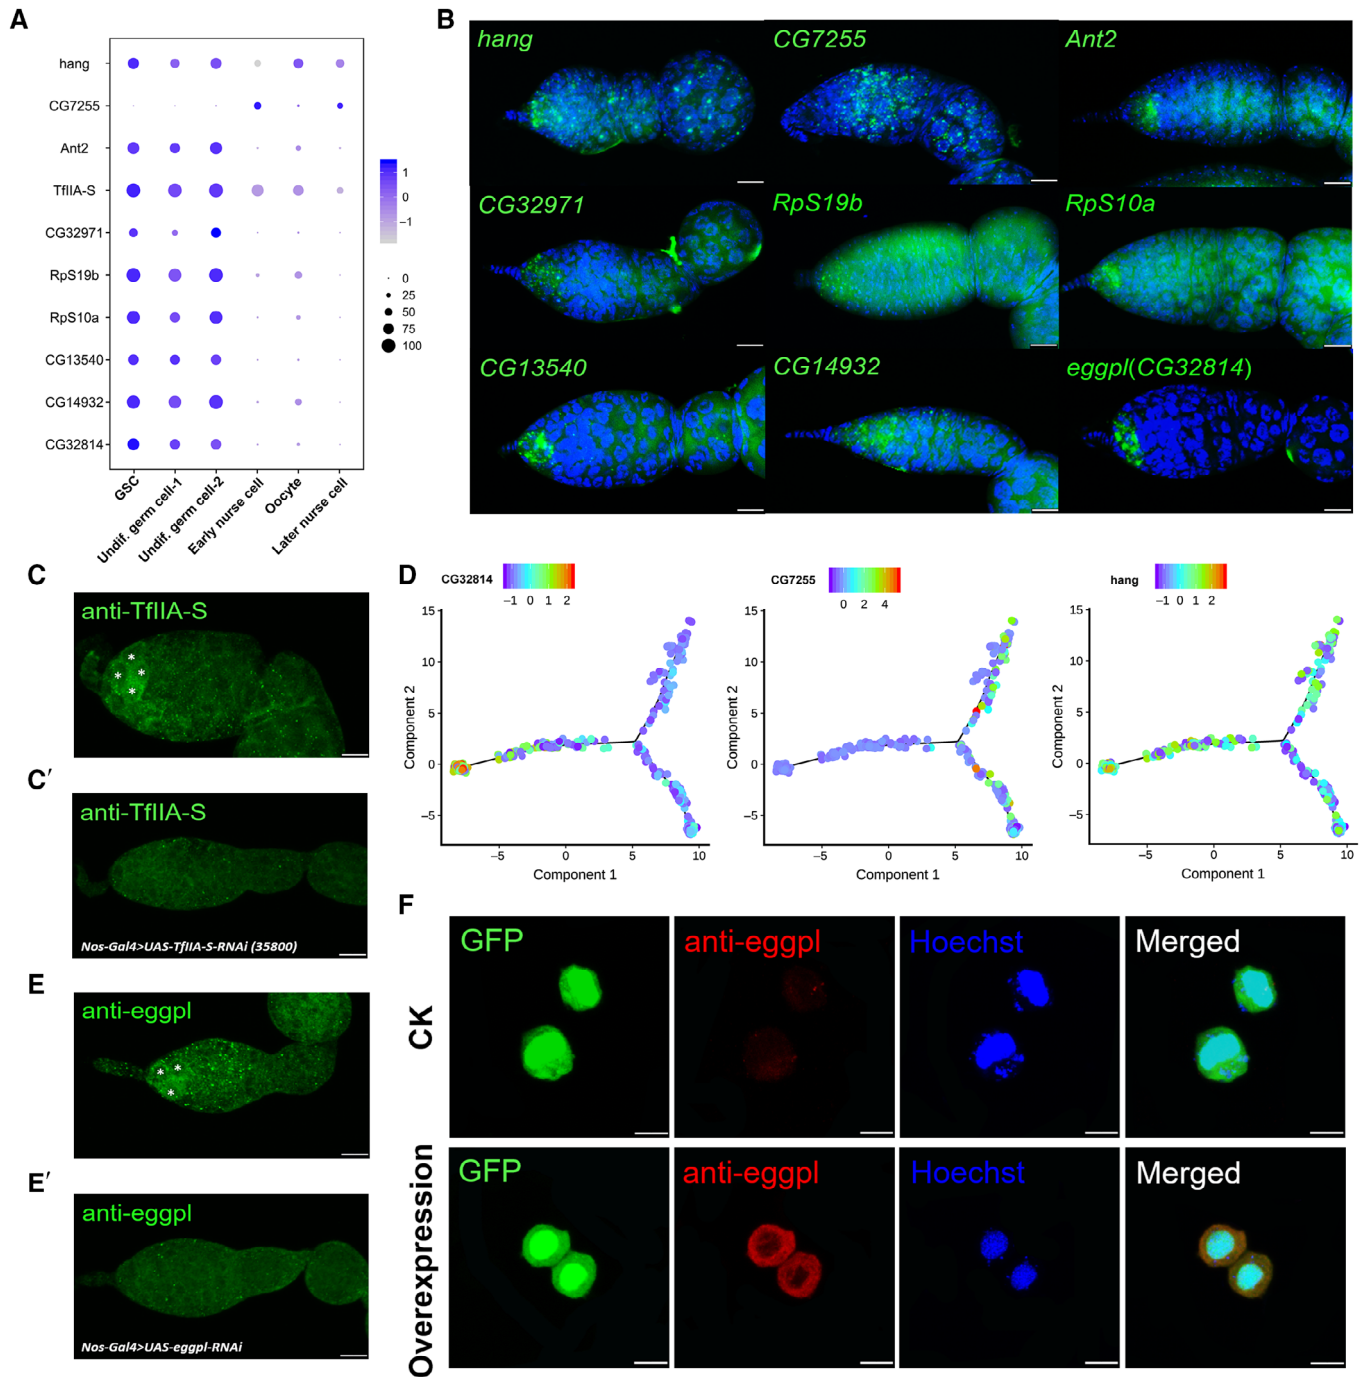 A
hang
CG7255
Ant2
TfIIA-S
CG32971
RpS19b
RpS10a
CG13540
CG14932
CG32814
GSC
Undif. germ cell-1
Undif. germ cell-2
Early nurse cell
Oocyte
Later nurse cell
1
0
−1
0
25
50
75
100
B
hang
CG7255
Ant2
CG32971
RpS19b
RpS10a
CG13540
CG14932
eggpl(CG32814)
C
anti-TfIIA-S
* * * *
C′
anti-TfIIA-S
Nos-Gal4>UAS-TfIIA-S-RNAi (35800)
D
CG32814
−1 0 1 2
15
10
5
0
−5
Component 2
−5 0 5 10
Component 1
CG7255
0 2 4
15
10
5
0
−5
Component 2
−5 0 5 10
Component 1
hang
−1 0 1 2
15
10
5
0
−5
Component 2
−5 0 5 10
Component 1
E
anti-eggpl
* * *
E′
anti-eggpl
Nos-Gal4>UAS-eggpl-RNAi
F
CK
GFP
anti-eggpl
Hoechst
Merged
Overexpression
GFP
anti-eggpl
Hoechst
Merged